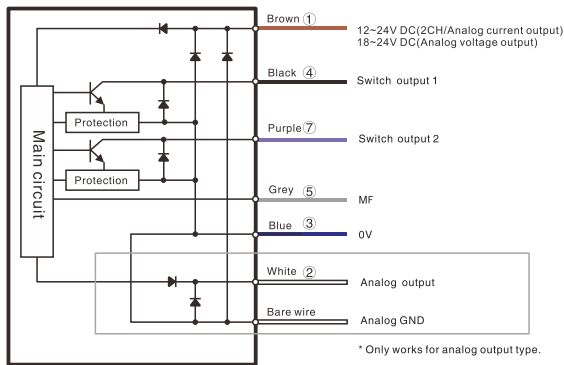 Brown ①
12~24V DC(2CH/Analog current output)
18~24V DC(Analog voltage output)
Black ④
Switch output 1
Protection
Purple ⑦
Switch output 2
Protection
Main circuit
Grey ⑤
MF
Blue ③
0V
White ②
Analog output
Bare wire
Analog GND
* Only works for analog output type.